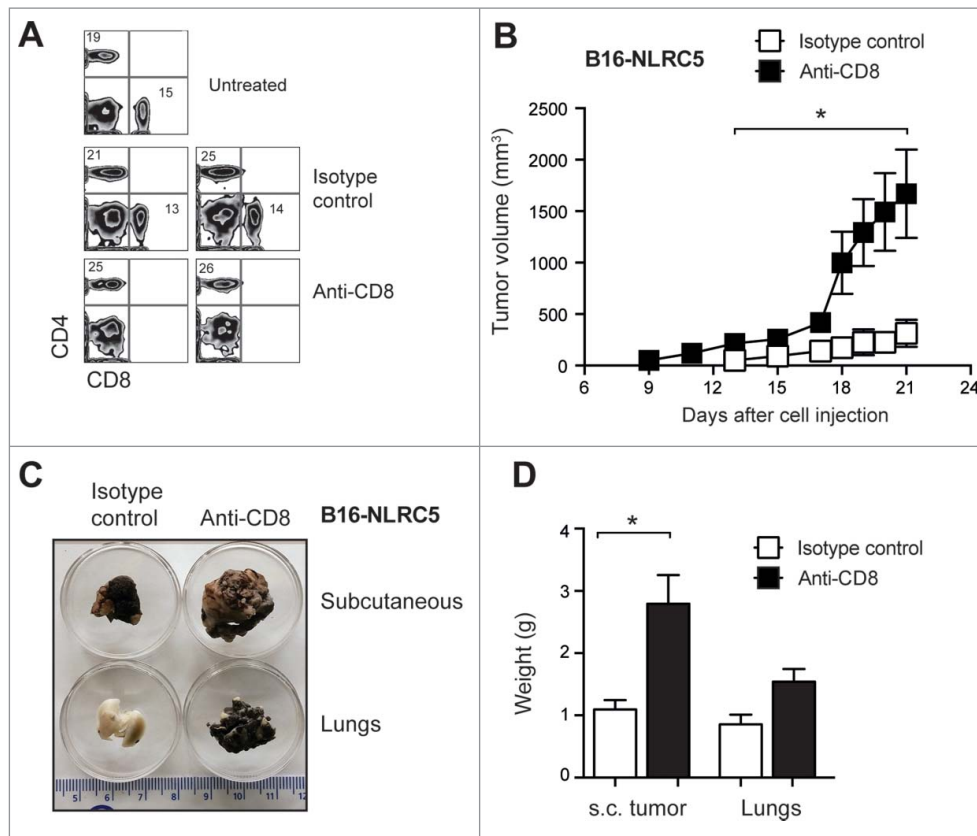 A
19
15
Untreated
21
25
13
14
Isotype
control
25
26
Anti-CD8
CD4
CD8
B
B16-NLRC5
Isotype control
Anti-CD8
*
2500
2000
1500
1000
500
0
Tumor volume (mm³)
6 9 12 15 18 21 24
Days after cell injection
C
Isotype
control
Anti-CD8
B16-NLRC5
Subcutaneous
Lungs
5 6 7 8 9 10 11 12
D
Isotype control
Anti-CD8
*
4
3
2
1
0
Weight (g)
s.c. tumor Lungs